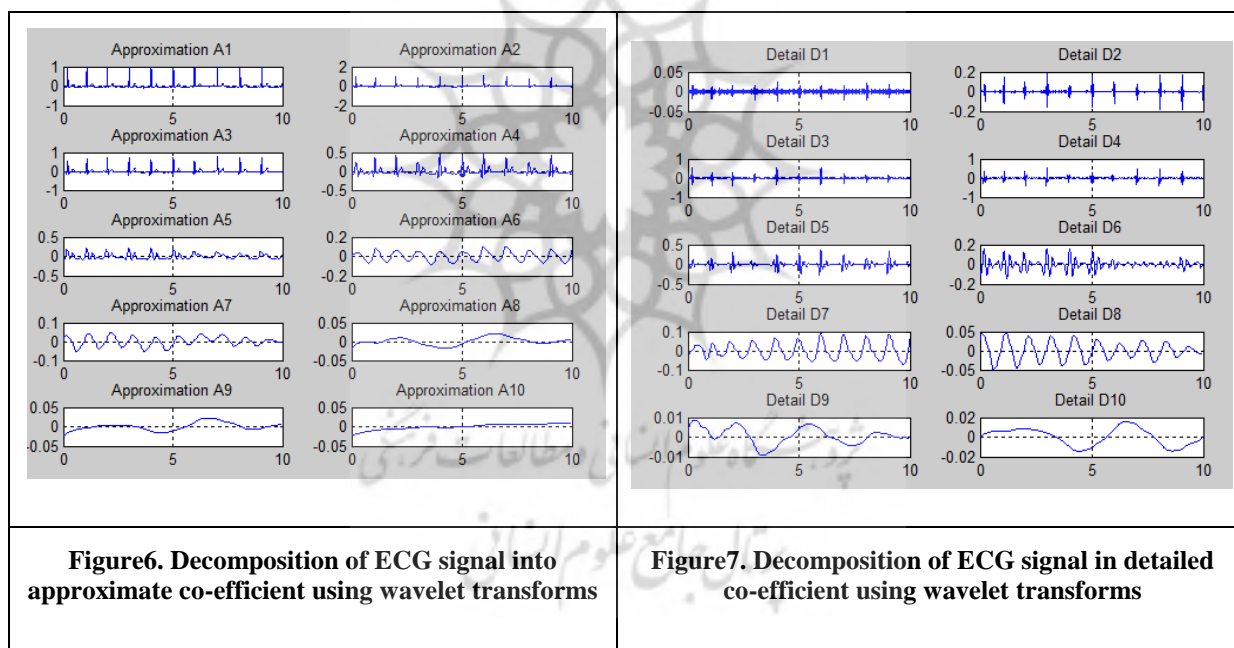 Approximation A1
1
0
-1
0 5 10
Approximation A2
2
0
-2
0 5 10
Approximation A3
1
0
-1
0 5 10
Approximation A4
0.5
0
-0.5
0 5 10
Approximation A5
0.5
0
-0.5
0 5 10
Approximation A6
0.2
0
-0.2
0 5 10
Approximation A7
0.1
0
-0.1
0 5 10
Approximation A8
0.05
0
-0.05
0 5 10
Approximation A9
0.05
0
-0.05
0 5 10
Approximation A10
0.05
0
-0.05
0 5 10
Detail D1
0.05
0
-0.05
0 5 10
Detail D2
0.2
0
-0.2
0 5 10
Detail D3
1
0
-1
0 5 10
Detail D4
1
0
-1
0 5 10
Detail D5
0.5
0
-0.5
0 5 10
Detail D6
0.2
0
-0.2
0 5 10
Detail D7
0.1
0
-0.1
0 5 10
Detail D8
0.05
0
-0.05
0 5 10
Detail D9
0.01
0
-0.01
0 5 10
Detail D10
0.02
0
-0.02
0 5 10
پژوهشگاه علوم انسانی و مطالعات فرهنگی
پرتال جامع علوم انسانی
Figure6. Decomposition of ECG signal into
approximate co-efficient using wavelet transforms
Figure7. Decomposition of ECG signal in detailed
co-efficient using wavelet transforms